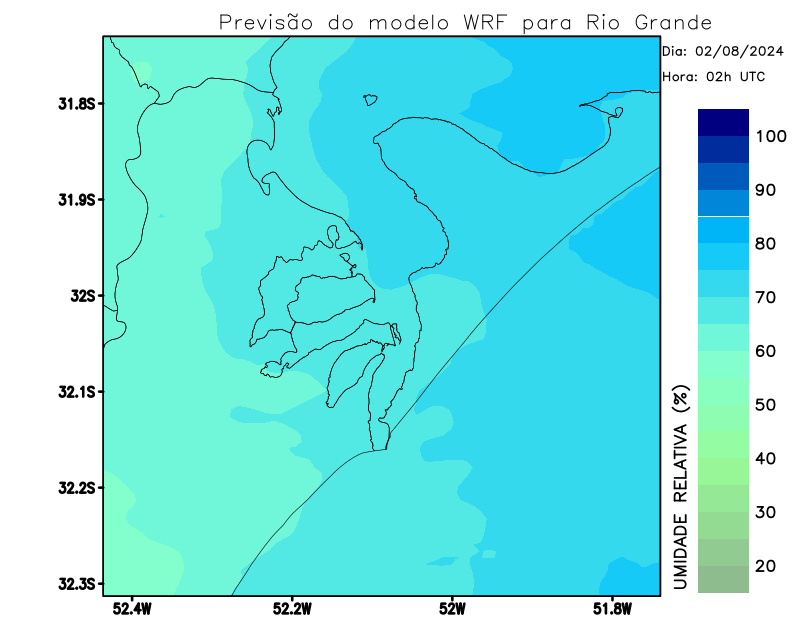 Previsão do modelo WRF para Rio Grande
Dia: 02/08/2024
Hora: 02h UTC
31.8S
31.9S
32S
32.1S
32.2S
32.3S
52.4W
52.2W
52W
51.8W
100
90
80
70
60
50
40
30
20
UMIDADE RELATIVA (%)